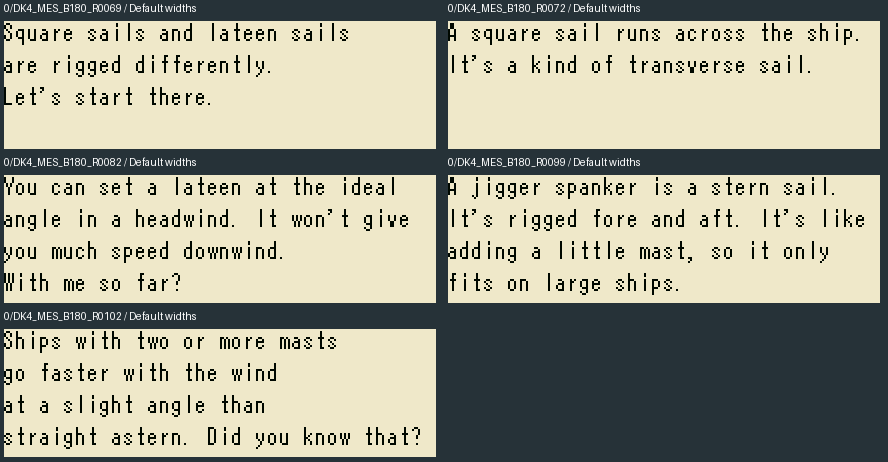 0/DK4_MES_B180_R0069 / Default widths
Square sails and lateen sails
are rigged differently.
Let's start there.
0/DK4_MES_B180_R0072 / Default widths
A square sail runs across the ship.
It's a kind of transverse sail.
0/DK4_MES_B180_R0082 / Default widths
You can set a lateen at the ideal
angle in a headwind. It won't give
you much speed downwind.
With me so far?
0/DK4_MES_B180_R0099 / Default widths
A jigger spanker is a stern sail.
It's rigged fore and aft. It's like
adding a little mast, so it only
fits on large ships.
0/DK4_MES_B180_R0102 / Default widths
Ships with two or more masts
go faster with the wind
at a slight angle than
straight astern. Did you know that?